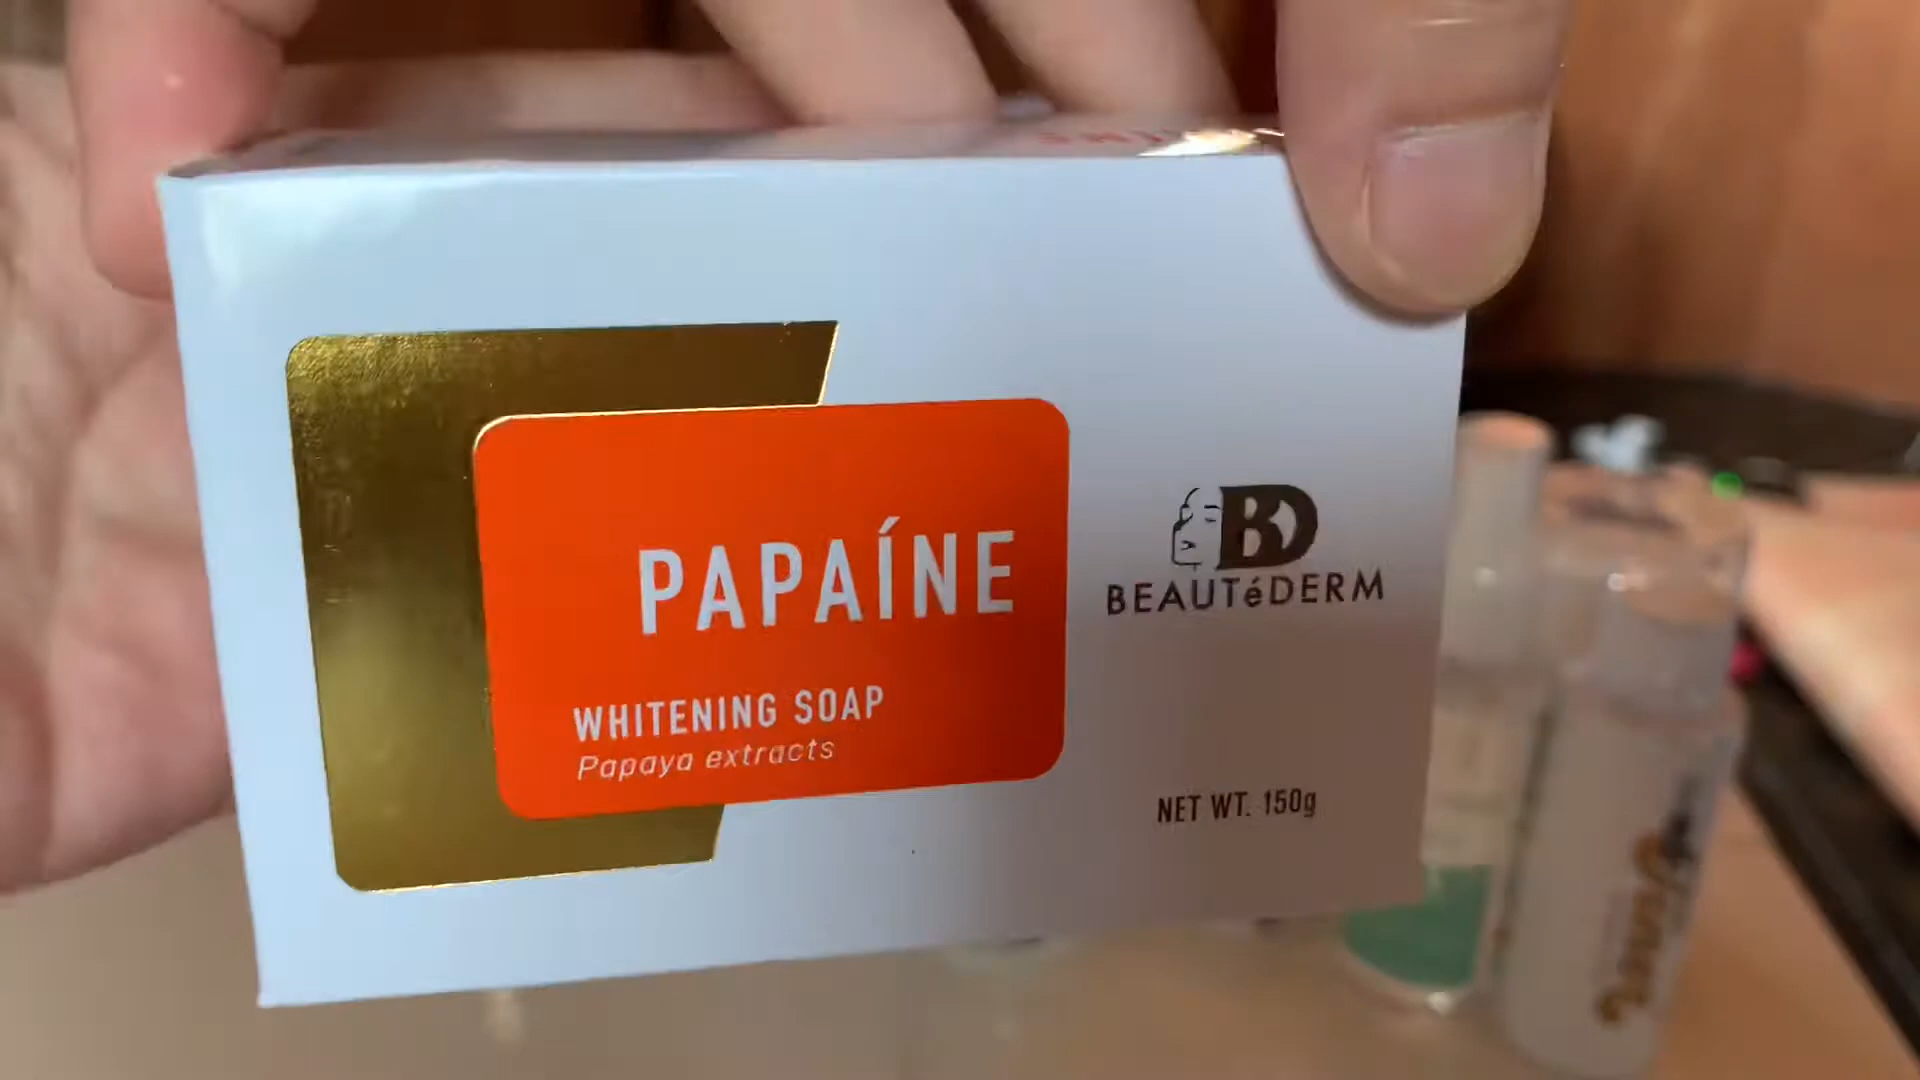 PAPAÍNE
WHITENING SOAP
Papaya extracts
BD
BEAUTéDERM
NET WT. 150g